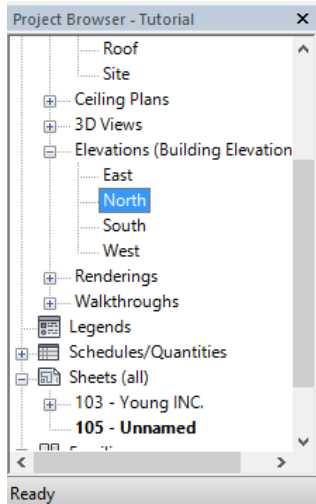 Project Browser - Tutorial
Roof
Site
Ceiling Plans
3D Views
Elevations (Building Elevation
East
North
South
West
Renderings
Walkthroughs
Legends
Schedules/Quantities
Sheets (all)
103 - Young INC.
105 - Unnamed
Ready